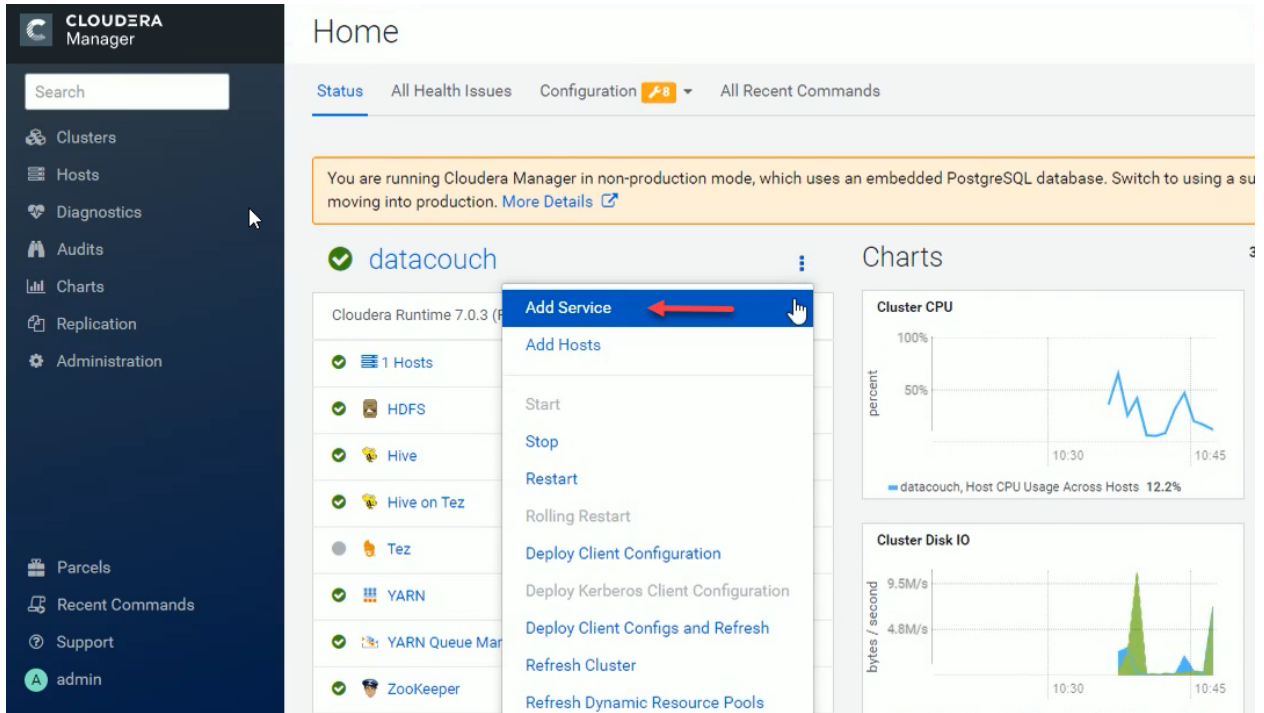 CLOUDERA
Manager
Search
Clusters
Hosts
Diagnostics
Audits
Charts
Replication
Administration
Parcels
Recent Commands
Support
A admin
Home
Status All Health Issues Configuration 8 All Recent Commands
You are running Cloudera Manager in non-production mode, which uses an embedded PostgreSQL database. Switch to using a su
moving into production. More Details
datacouch
Cloudera Runtime 7.0.3 (
1 Hosts
HDFS
Hive
Hive on Tez
Tez
YARN
YARN Queue Mar
ZooKeeper
Add Service
Add Hosts
Start
Stop
Restart
Rolling Restart
Deploy Client Configuration
Deploy Kerberos Client Configuration
Deploy Client Configs and Refresh
Refresh Cluster
Refresh Dynamic Resource Pools
Charts
Cluster CPU
percent
100%
50%
10:30 10:45
datacouch, Host CPU Usage Across Hosts 12.2%
Cluster Disk IO
bytes / second
9.5M/s
4.8M/s
10:30 10:45